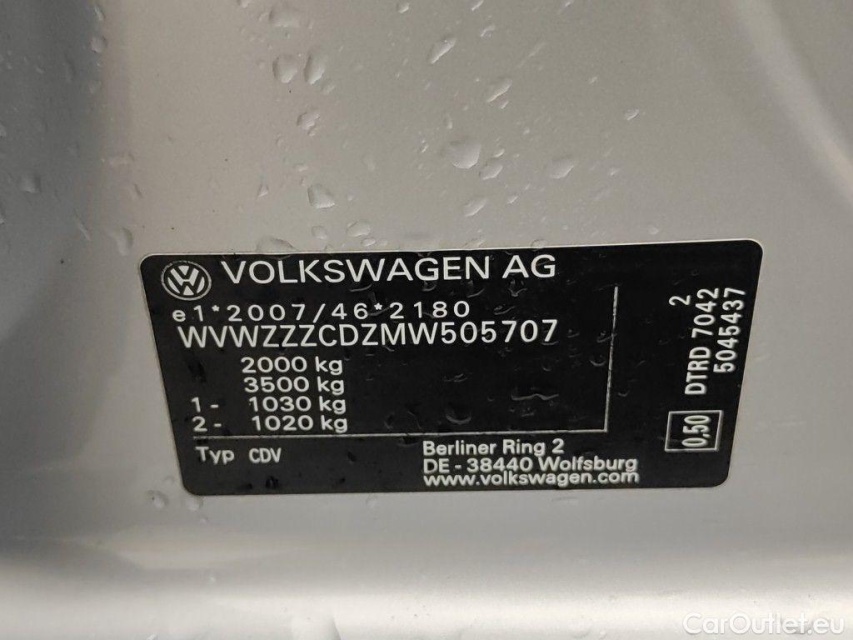 VOLKSWAGEN AG
e1*2007/46*2180
WVWZZZCDZMW505707
2000 kg
3500 kg
1- 1030 kg
2- 1020 kg
Typ CDV
Berliner Ring 2
DE-38440 Wolfsburg
www.volkswagen.com
2
DTRD 7042
5045437
0,50
CarOutlet.eu